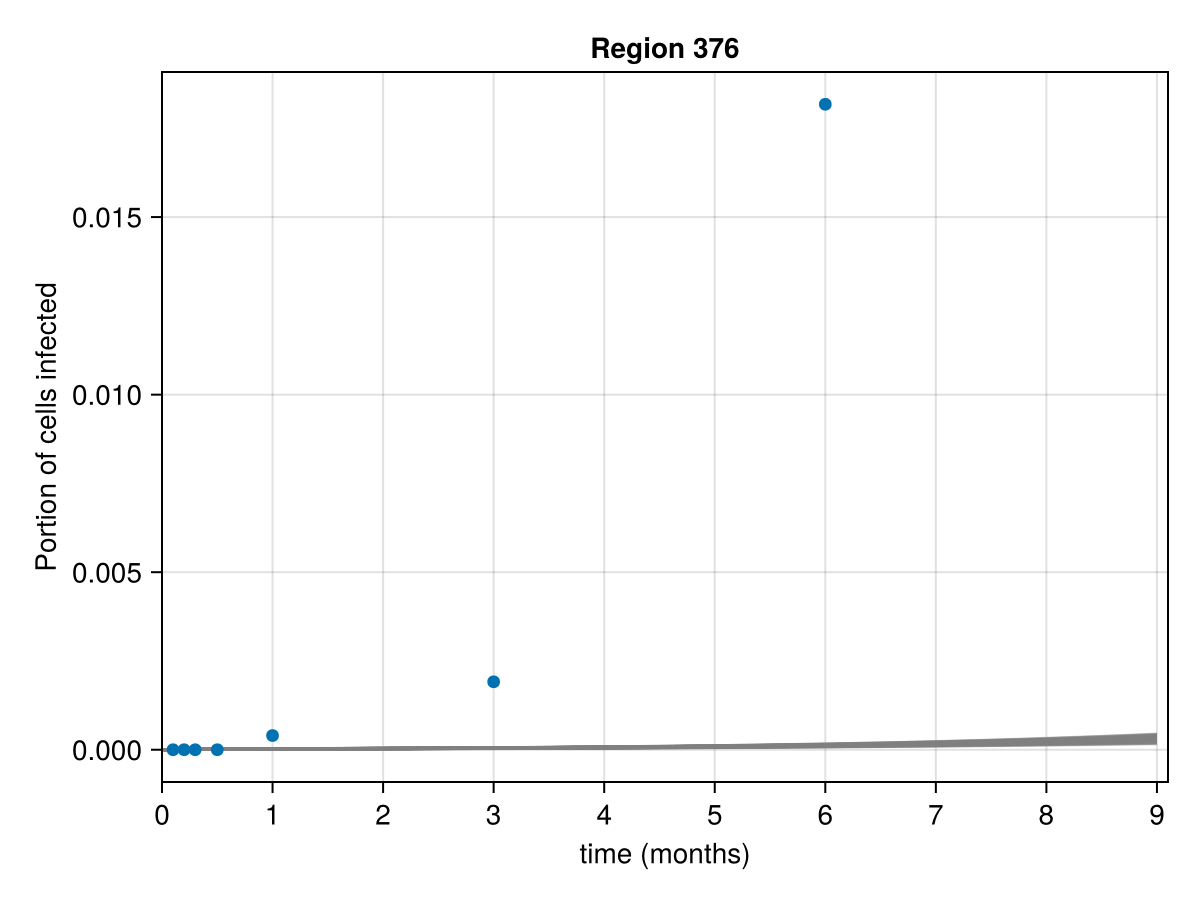 Region 376
Portion of cells infected
0.015
0.010
0.005
0.000
0 1 2 3 4 5 6 7 8 9
time (months)